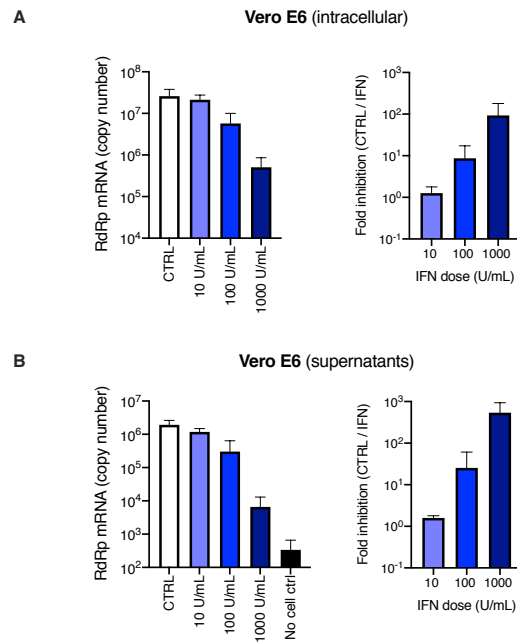 A
Vero E6 (intracellular)
RdRp mRNA (copy number)
10^8
10^7
10^6
10^5
10^4
CTRL
10 U/mL
100 U/mL
1000 U/mL
Fold inhibition (CTRL / IFN)
10^3
10^2
10^1
10^0
10^-1
10
100
1000
IFN dose (U/mL)
B
Vero E6 (supernatants)
RdRp mRNA (copy number)
10^7
10^6
10^5
10^4
10^3
10^2
CTRL
10 U/mL
100 U/mL
1000 U/mL
No cell ctrl
Fold inhibition (CTRL / IFN)
10^3
10^2
10^1
10^0
10^-1
10
100
1000
IFN dose (U/mL)